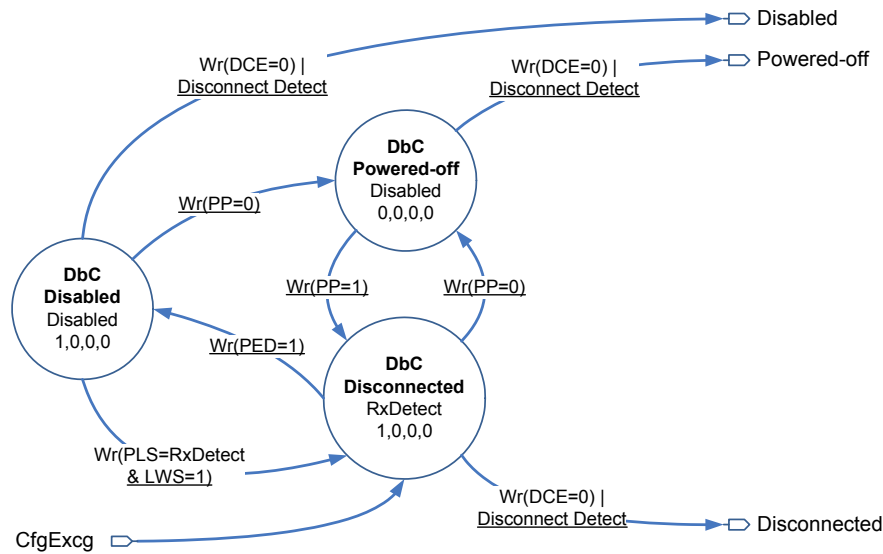 Disabled
Powered-off
Wr(DCE=0) |
Disconnect Detect
Wr(DCE=0) |
Disconnect Detect
DbC
Powered-off
Disabled
0,0,0,0
Wr(PP=0)
DbC
Disabled
Disabled
1,0,0,0
Wr(PP=1)
Wr(PP=0)
Wr(PED=1)
DbC
Disconnected
RxDetect
1,0,0,0
Wr(PLS=RxDetect
& LWS=1)
Wr(DCE=0) |
Disconnect Detect
Disconnected
CfgExcg